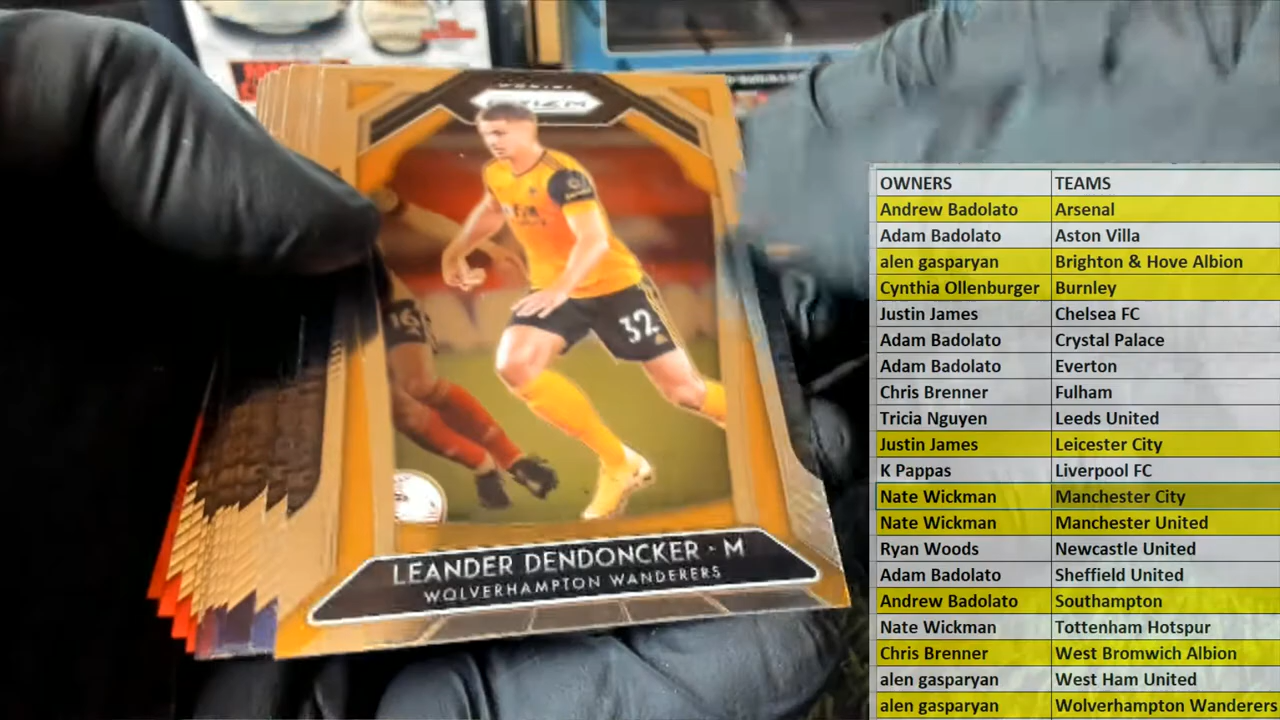 PRIZM
32
16
LEANDER DENDONCKER · M
WOLVERHAMPTON WANDERERS
OWNERS TEAMS
Andrew Badolato Arsenal
Adam Badolato Aston Villa
alen gasparyan Brighton & Hove Albion
Cynthia Ollenburger Burnley
Justin James Chelsea FC
Adam Badolato Crystal Palace
Adam Badolato Everton
Chris Brenner Fulham
Tricia Nguyen Leeds United
Justin James Leicester City
K Pappas Liverpool FC
Nate Wickman Manchester City
Nate Wickman Manchester United
Ryan Woods Newcastle United
Adam Badolato Sheffield United
Andrew Badolato Southampton
Nate Wickman Tottenham Hotspur
Chris Brenner West Bromwich Albion
alen gasparyan West Ham United
alen gasparyan Wolverhampton Wanderers